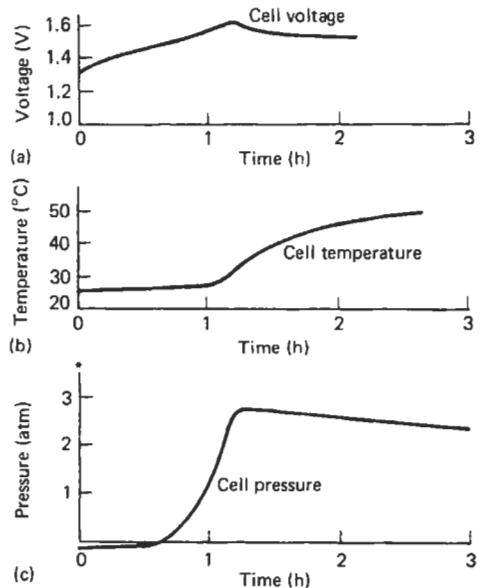 Cell voltage
Voltage (V)
1.6
1.4
1.2
1.0
0 1 2 3
(a)
Time (h)
Temperature (°C)
50
40
30
20
Cell temperature
0 1 2 3
(b)
Time (h)
Pressure (atm)
3
2
1
Cell pressure
0 1 2 3
(c)
Time (h)